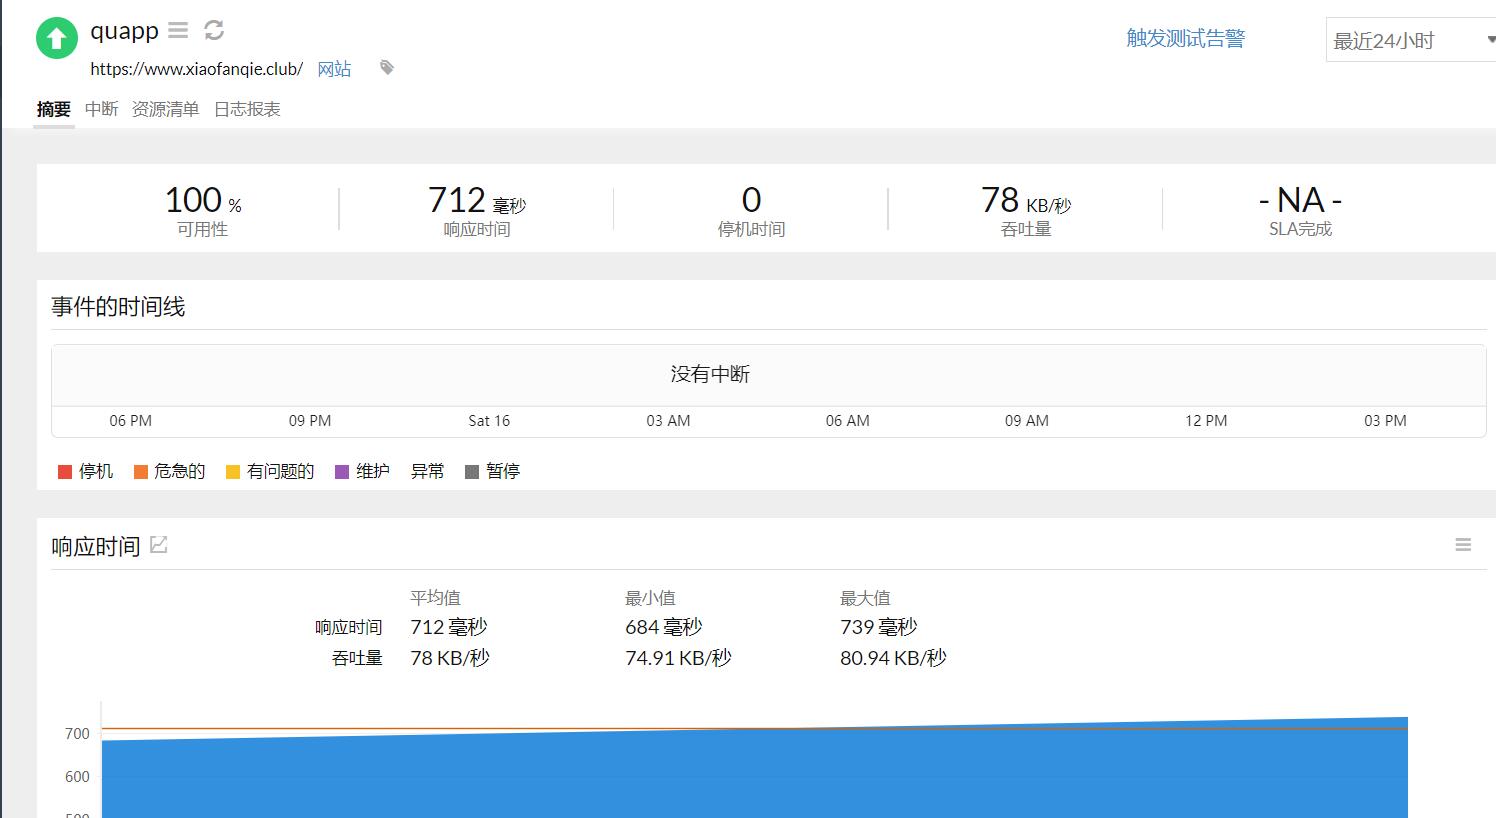 quapp
触发测试告警
最近24小时
https://www.xiaofanqie.club/ 网站
摘要 中断 资源清单 日志报表
100 % 712 毫秒 0 78 KB/秒 - NA -
可用性 响应时间 停机时间 吞吐量 SLA完成
事件的时间线
没有中断
06 PM 09 PM Sat 16 03 AM 06 AM 09 AM 12 PM 03 PM
停机 危急的 有问题的 维护 异常 暂停
响应时间
平均值 最小值 最大值
响应时间 712 毫秒 684 毫秒 739 毫秒
吞吐量 78 KB/秒 74.91 KB/秒 80.94 KB/秒
700
600